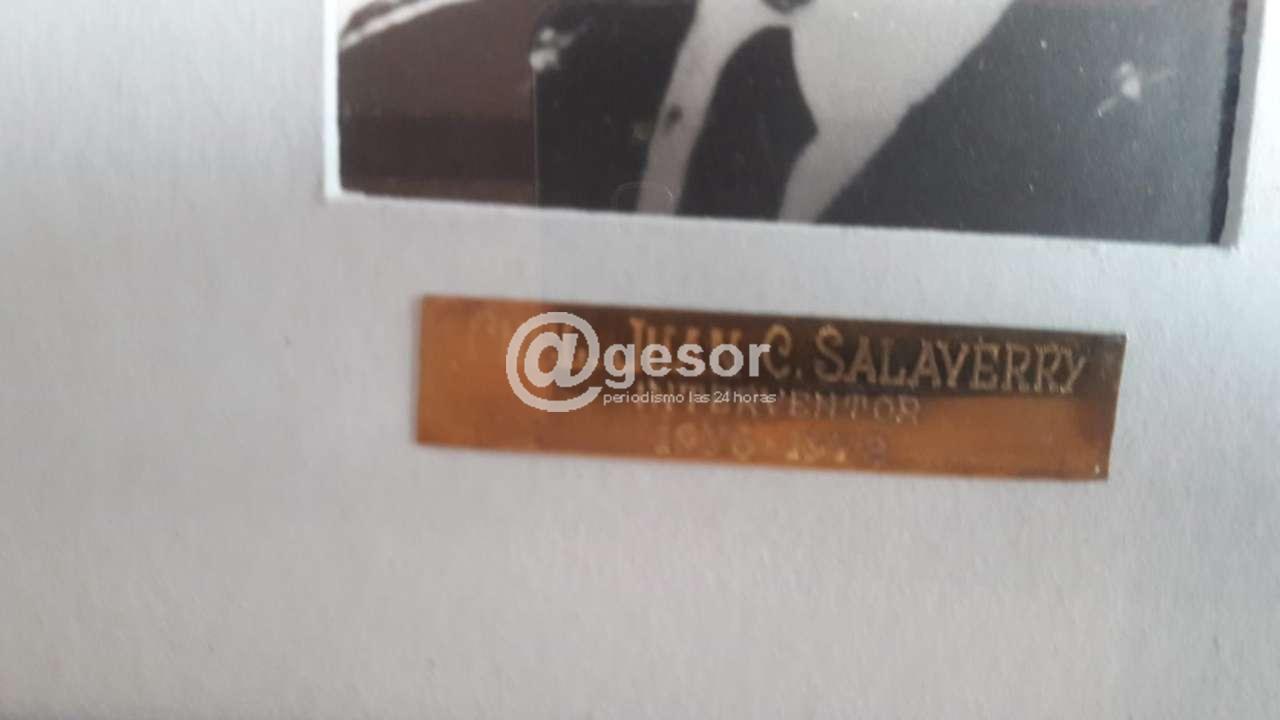 JUAN C. SALAVERRY
INTERVENTOR
@gesor
periodismo las 24 horas